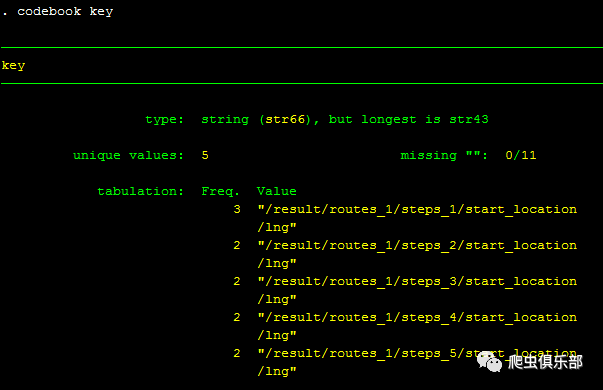 . codebook key
key
type: string (str66), but longest is str43
unique values: 5 missing "": 0/11
tabulation: Freq. Value
3 "/result/routes_1/steps_1/start_location
/lng"
2 "/result/routes_1/steps_2/start_location
/lng"
2 "/result/routes_1/steps_3/start_location
/lng"
2 "/result/routes_1/steps_4/start_location
/lng"
2 "/result/routes_1/steps_5/start_location
/lng"
爬虫俱乐部